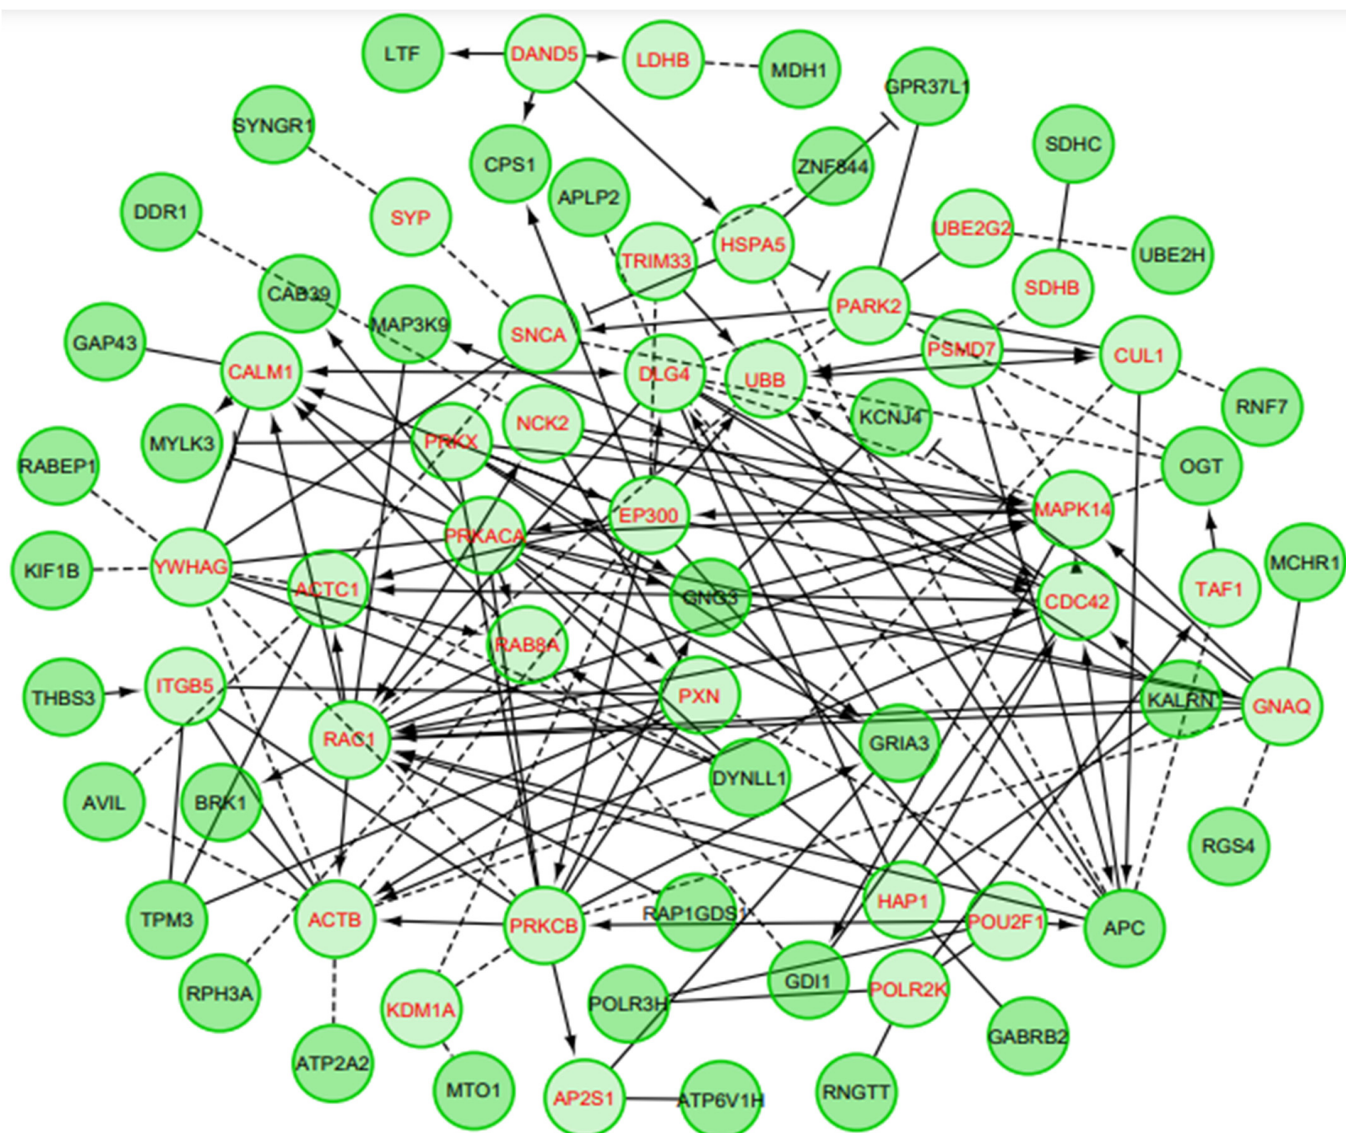 LTF
DAND5
LDHB
MDH1
GPR37L1
SYNGR1
CPS1
ZNF844
SDHC
DDR1
APLP2
SYP
TRIM33
HSPA5
UBE2G2
UBE2H
CAB39
MAP3K9
PARK2
SDHB
GAP43
SNCA
PSMD7
CUL1
CALM1
DLG4
UBB
KCNJ4
RNF7
MYLK3
PRKX
NCK2
RABEP1
OGT
PRKACA
EP300
MAPK14
KIF1B
YWHAG
ACTC1
GNG3
CDC42
TAF1
MCHR1
RAB8A
THBS3
ITGB5
PXN
KALRN
GNAQ
RAC1
GRIA3
AVIL
BRK1
DYNLL1
RGS4
TPM3
ACTB
PRKCB
RAP1GDS1
HAP1
POU2F1
APC
RPH3A
KDM1A
POLR3H
GDI1
POLR2K
GABRB2
ATP2A2
MTO1
AP2S1
ATP6V1H
RNGTT